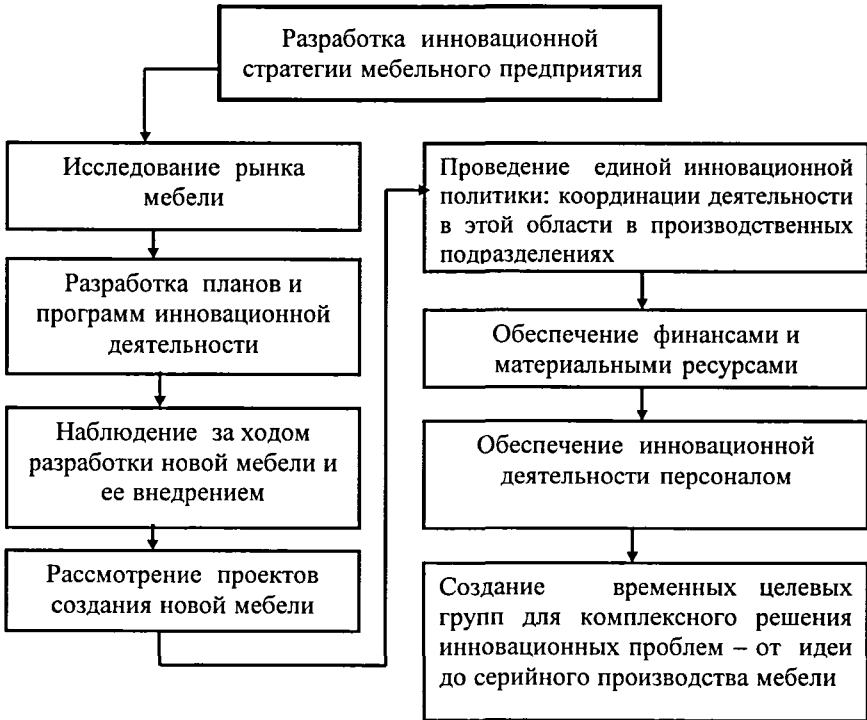 Разработка инновационной
стратегии мебельного предприятия
Исследование рынка
мебели
Разработка планов и
программ инновационной
деятельности
Наблюдение за ходом
разработки новой мебели и
ее внедрением
Рассмотрение проектов
создания новой мебели
Проведение единой инновационной
политики: координации деятельности
в этой области в производственных
подразделениях
Обеспечение финансами и
материальными ресурсами
Обеспечение инновационной
деятельности персоналом
Создание временных целевых
групп для комплексного решения
инновационных проблем – от идеи
до серийного производства мебели